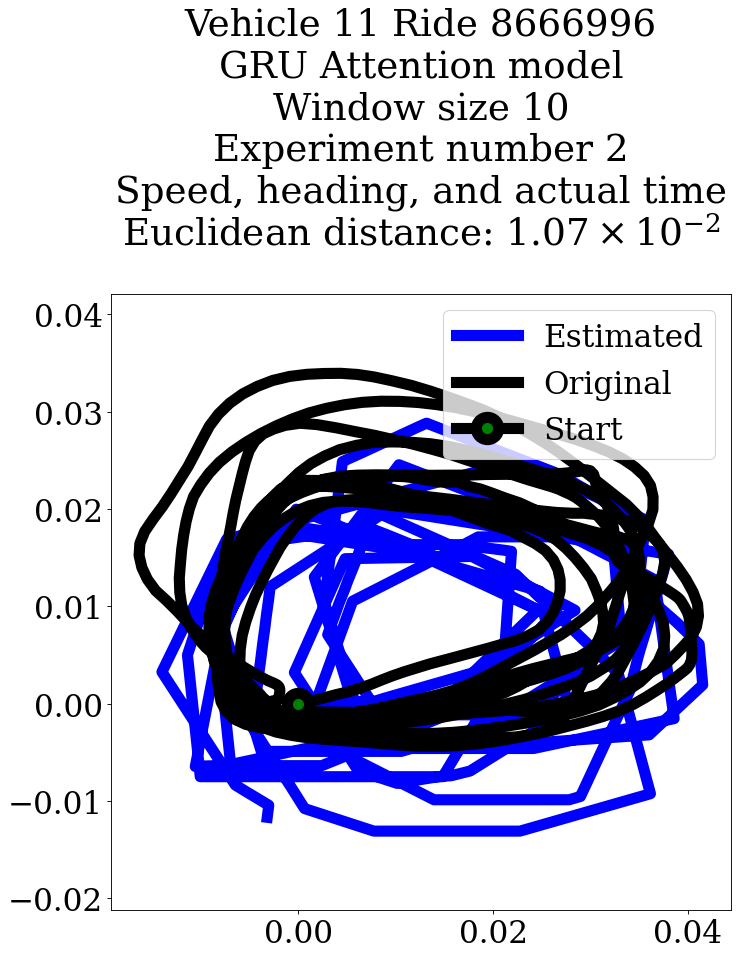 Vehicle 11 Ride 8666996
GRU Attention model
Window size 10
Experiment number 2
Speed, heading, and actual time
Euclidean distance: 1.07 × 10⁻²
Estimated
Original
Start
0.04
0.03
0.02
0.01
0.00
−0.01
−0.02
0.00 0.02 0.04